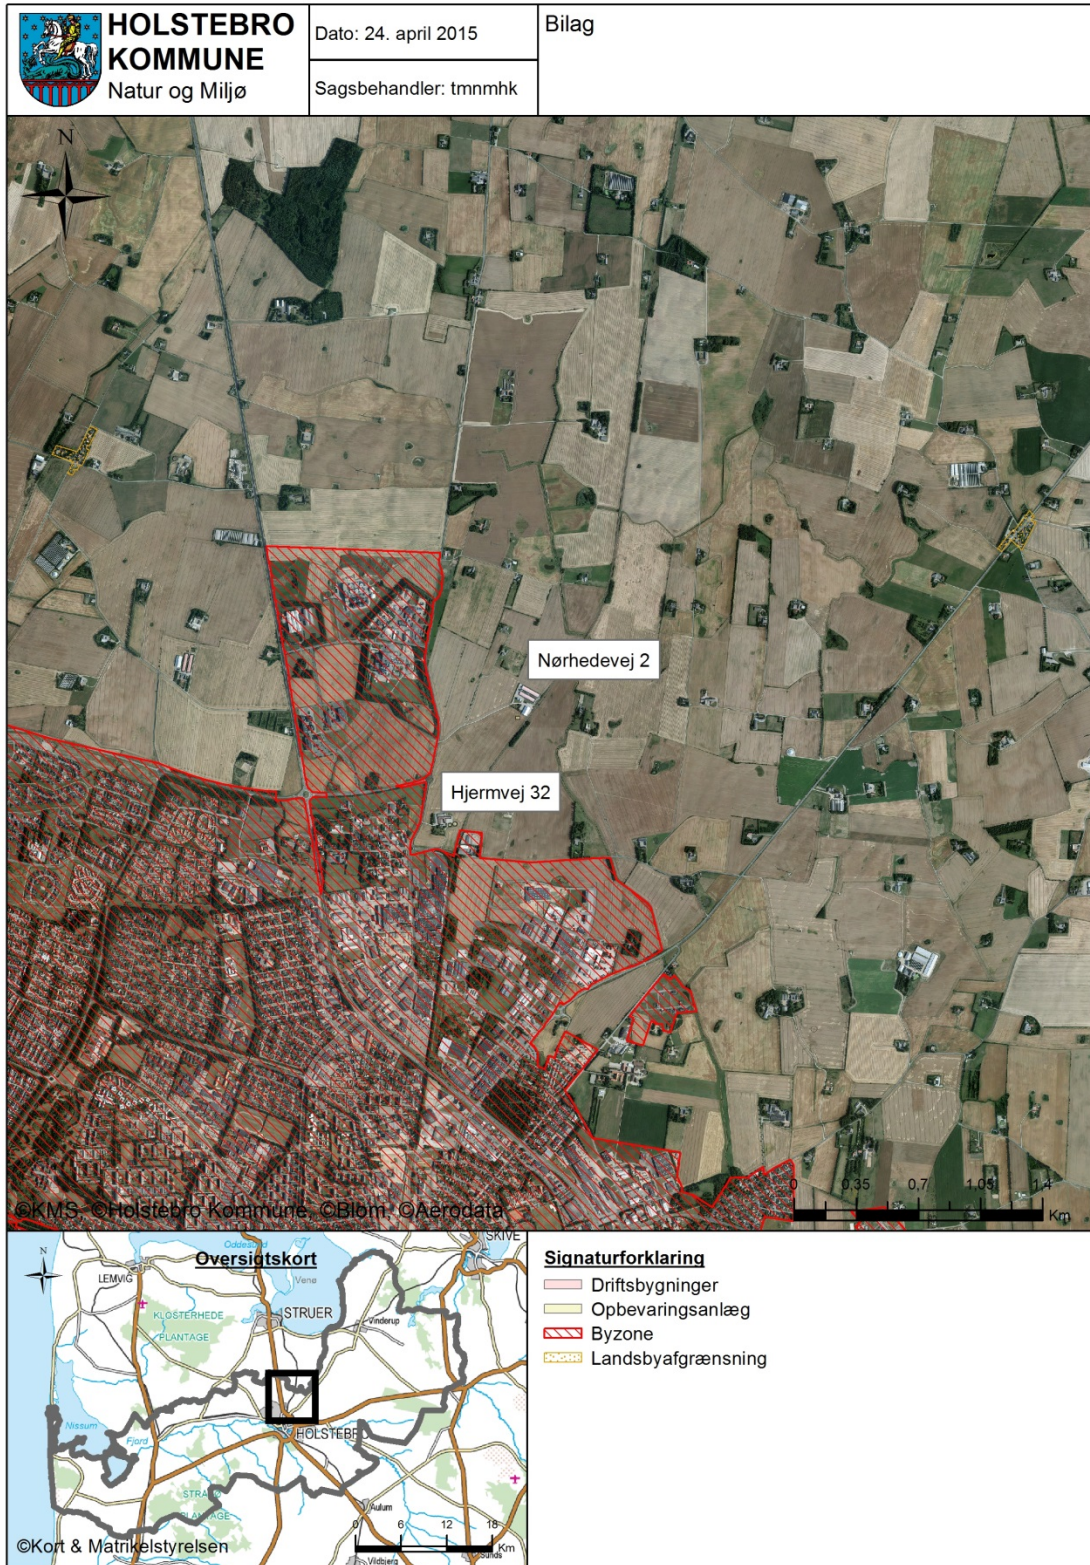 HOLSTEBRO
KOMMUNE
Natur og Miljø
Dato: 24. april 2015
Sagsbehandler: tmnmhk
Bilag
N
Nørhedevej 2
Hjermvej 32
0 0,35 0,7 1,05 1,4
Km
©KMS, ©Holstebro Kommune, ©Blom, ©Aerodata
Oversigtskort
N
Oddesund
Venø
SKIVE
LEMVIG
KLOSTERHEDE
PLANTAGE
STRUER
Vinderup
Nissum
Fjord
HOLSTEBRO
PLANTAGE
Aulum
0 6 12 18
Km
Vildbjerg
Sunds
©Kort & Matrikelstyrelsen
Signaturforklaring
Driftsbygninger
Opbevaringsanlæg
Byzone
Landsbyafgrænsning